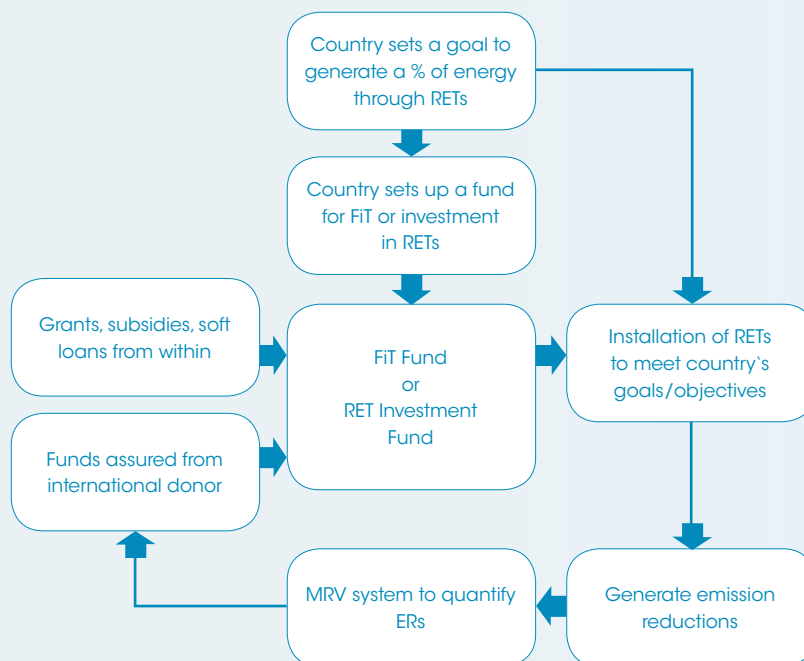 Country sets a goal to
generate a % of energy
through RETs
Country sets up a fund
for FiT or investment
in RETs
Grants, subsidies, soft
loans from within
FiT Fund
or
RET Investment
Fund
Installation of RETs
to meet country`s
goals/objectives
Funds assured from
international donor
MRV system to quantify
ERs
Generate emission
reductions